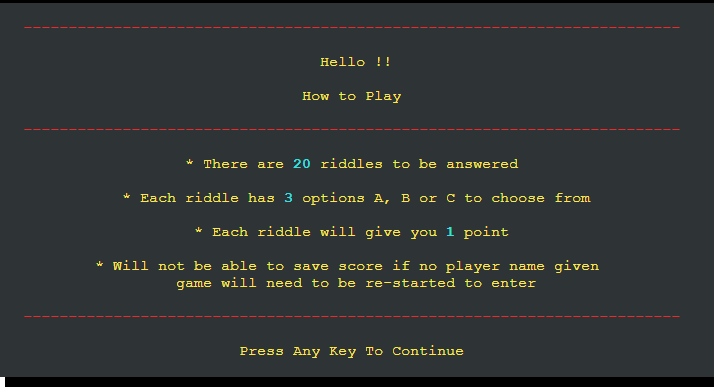 Hello !!
How to Play
* There are 20 riddles to be answered
* Each riddle has 3 options A, B or C to choose from
* Each riddle will give you 1 point
* Will not be able to save score if no player name given
game will need to be re-started to enter
Press Any Key To Continue